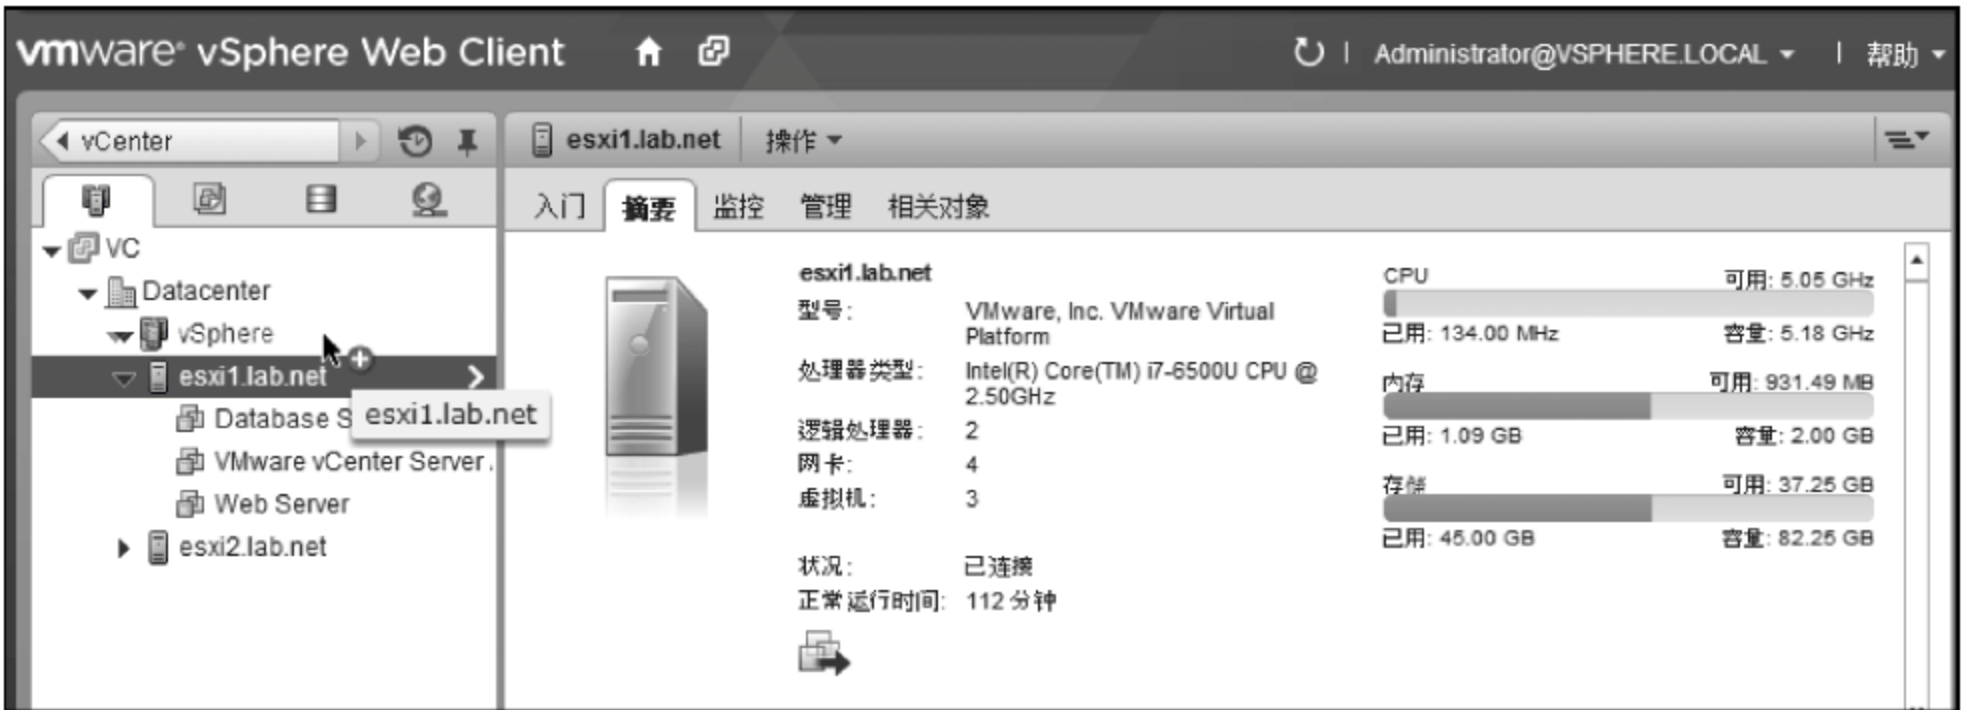 vmware® vSphere Web Client
Administrator@VSPHERE.LOCAL
帮助
vCenter
VC
Datacenter
vSphere
esxi1.lab.net
Database S
esxi1.lab.net
VMware vCenter Server .
Web Server
esxi2.lab.net
esxi1.lab.net
操作
入门 摘要 监控 管理 相关对象
esxi1.lab.net
型号: VMware, Inc. VMware Virtual
Platform
处理器类型: Intel(R) Core(TM) i7-6500U CPU @
2.50GHz
逻辑处理器: 2
网卡: 4
虚拟机: 3
状况: 已连接
正常运行时间: 112 分钟
CPU 可用: 5.05 GHz
已用: 134.00 MHz 容量: 5.18 GHz
内存 可用: 931.49 MB
已用: 1.09 GB 容量: 2.00 GB
存储 可用: 37.25 GB
已用: 45.00 GB 容量: 82.25 GB